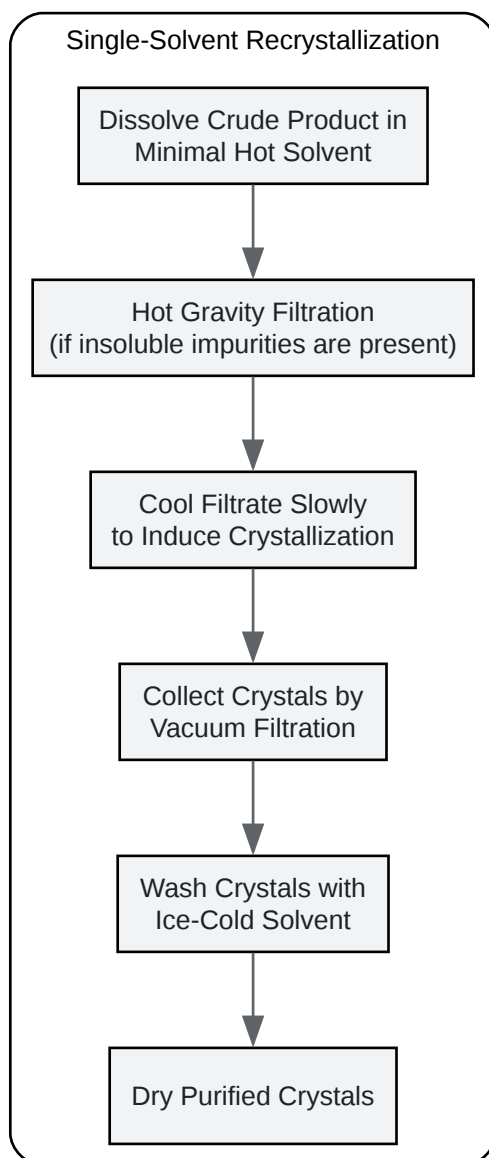 Single-Solvent Recrystallization
Dissolve Crude Product in
Minimal Hot Solvent
Hot Gravity Filtration
(if insoluble impurities are present)
Cool Filtrate Slowly
to Induce Crystallization
Collect Crystals by
Vacuum Filtration
Wash Crystals with
Ice-Cold Solvent
Dry Purified Crystals